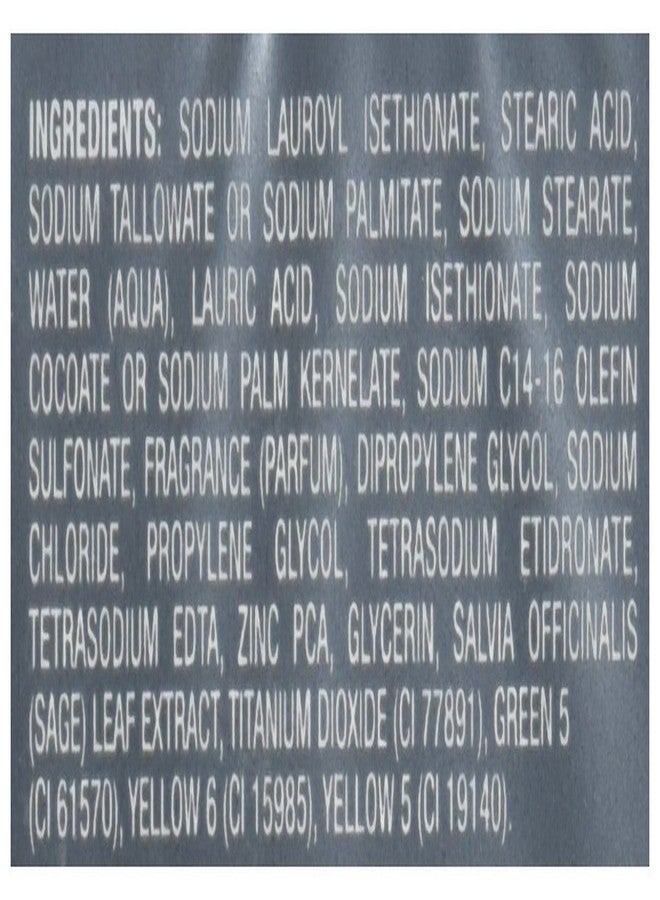 INGREDIENTS: SODIUM LAUROYL ISETHIONATE, STEARIC ACID,
SODIUM TALLOWATE OR SODIUM PALMITATE, SODIUM STEARATE,
WATER (AQUA), LAURIC ACID, SODIUM ISETHIONATE, SODIUM
COCOATE OR SODIUM PALM KERNELATE, SODIUM C14-16 OLEFIN
SULFONATE, FRAGRANCE (PARFUM), DIPROPYLENE GLYCOL, SODIUM
CHLORIDE, PROPYLENE GLYCOL, TETRASODIUM ETIDRONATE,
TETRASODIUM EDTA, ZINC PCA, GLYCERIN, SALVIA OFFICINALIS
(SAGE) LEAF EXTRACT, TITANIUM DIOXIDE (CI 77891), GREEN 5
(CI 61570), YELLOW 6 (CI 15985), YELLOW 5 (CI 19140).